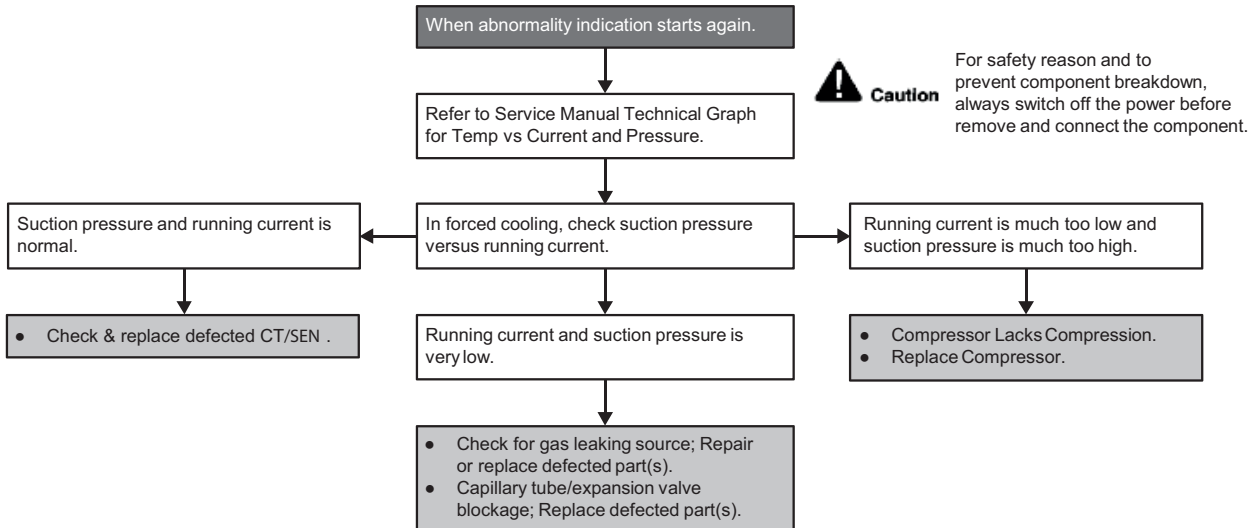 When abnormality indication starts again.
For safety reason and to
prevent component breakdown,
always switch off the power before
remove and connect the component.
Caution
Refer to Service Manual Technical Graph
for Temp vs Current and Pressure.
Suction pressure and running current is
normal.
In forced cooling, check suction pressure
versus running current.
Running current is much too low and
suction pressure is much too high.
● Check & replace defected CT/SEN .
Running current and suction pressure is
very low.
● Compressor Lacks Compression.
● Replace Compressor.
● Check for gas leaking source; Repair
or replace defected part(s).
● Capillary tube/expansion valve
blockage; Replace defected part(s).